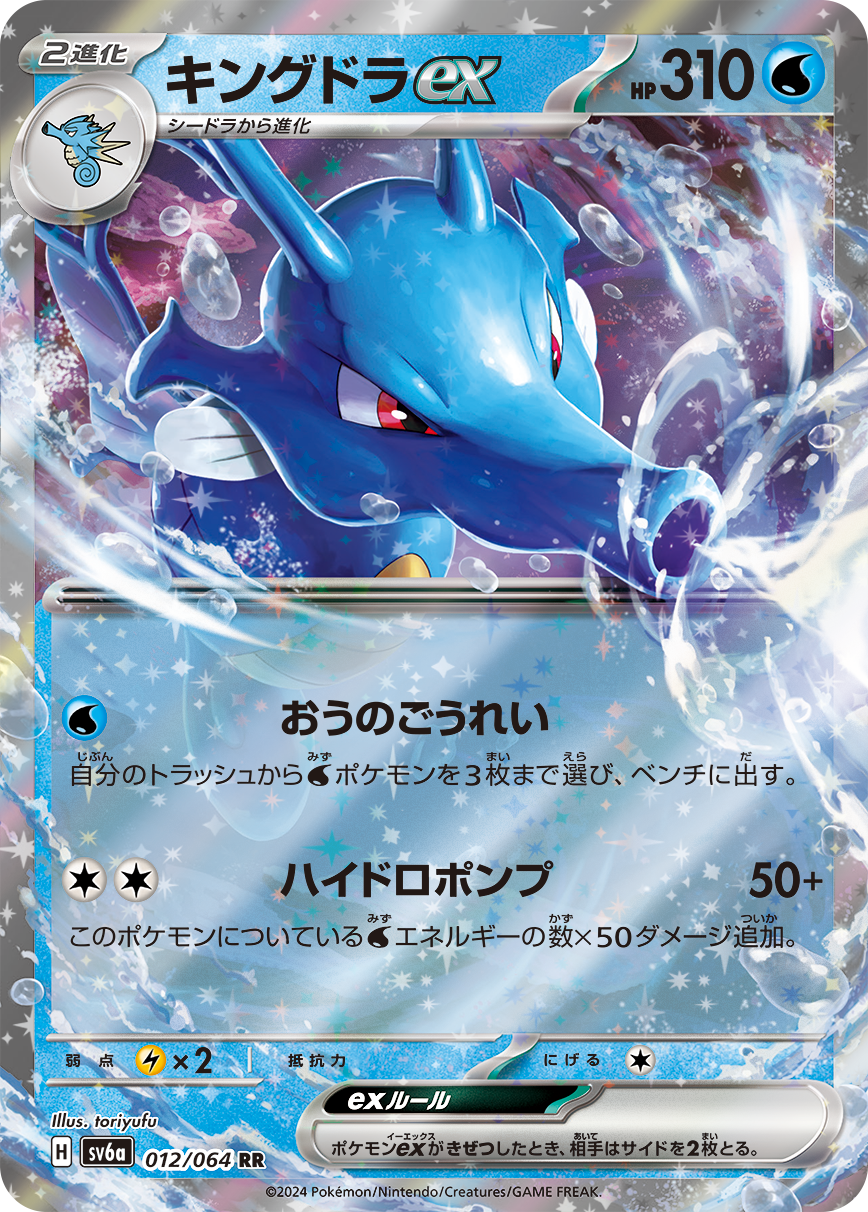 2進化
キングドラex
HP310
シードラから進化
おうのごうれい
自分のトラッシュからポケモンを3枚まで選び、ベンチに出す。
ハイドロポンプ 50+
このポケモンについているエネルギーの数×50ダメージ追加。
弱点 ×2 抵抗力 にげる
exルール
ポケモンexがきぜつしたとき、相手はサイドを2枚とる。
Illus. toriyufu
H sv6a 012/064 RR
©2024 Pokémon/Nintendo/Creatures/GAME FREAK.